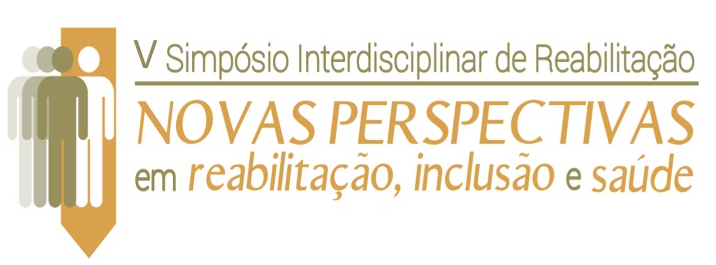 V Simpósio Interdisciplinar de Reabilitação
NOVAS PERSPECTIVAS
em reabilitação, inclusão e saúde